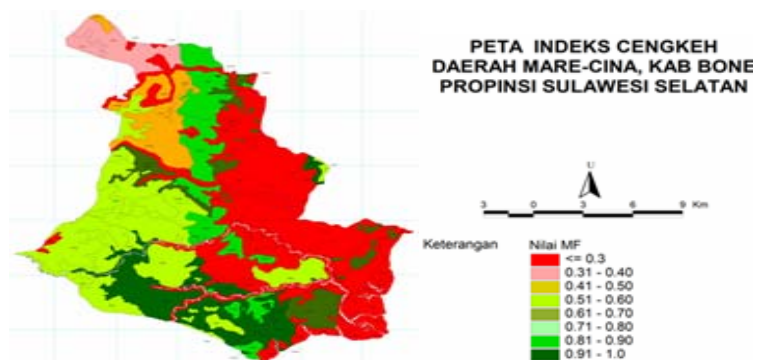 PETA INDEKS CENGKEH
DAERAH MARE-CINA, KAB BONE
PROPINSI SULAWESI SELATAN
U
3 0 3 6 9 Km
Keterangan
Nilai MF
<= 0.3
0.31 - 0.40
0.41 - 0.50
0.51 - 0.60
0.61 - 0.70
0.71 - 0.80
0.81 - 0.90
0.91 - 1.0